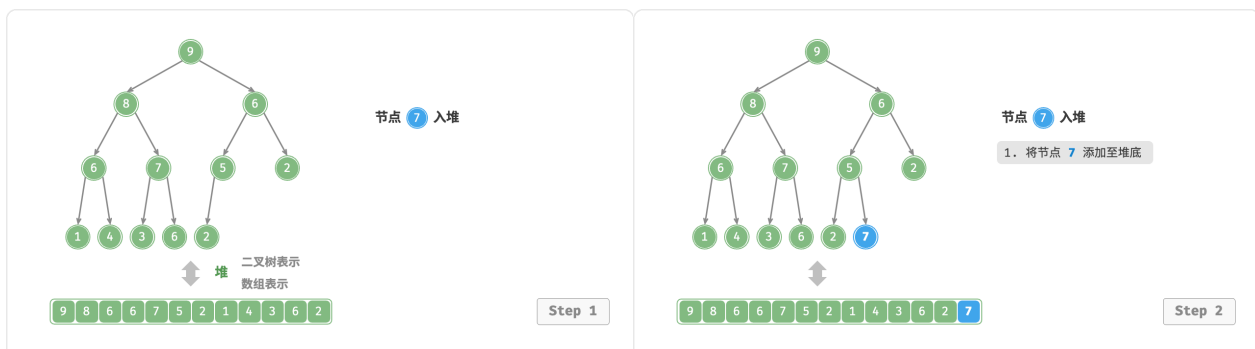 9
8 6
节点 7 入堆
6 7 5 2
1 4 3 6 2
堆
二叉树表示
数组表示
9 8 6 6 7 5 2 1 4 3 6 2
Step 1
9
8 6
节点 7 入堆
1. 将节点 7 添加至堆底
6 7 5 2
1 4 3 6 2 7
9 8 6 6 7 5 2 1 4 3 6 2 7
Step 2